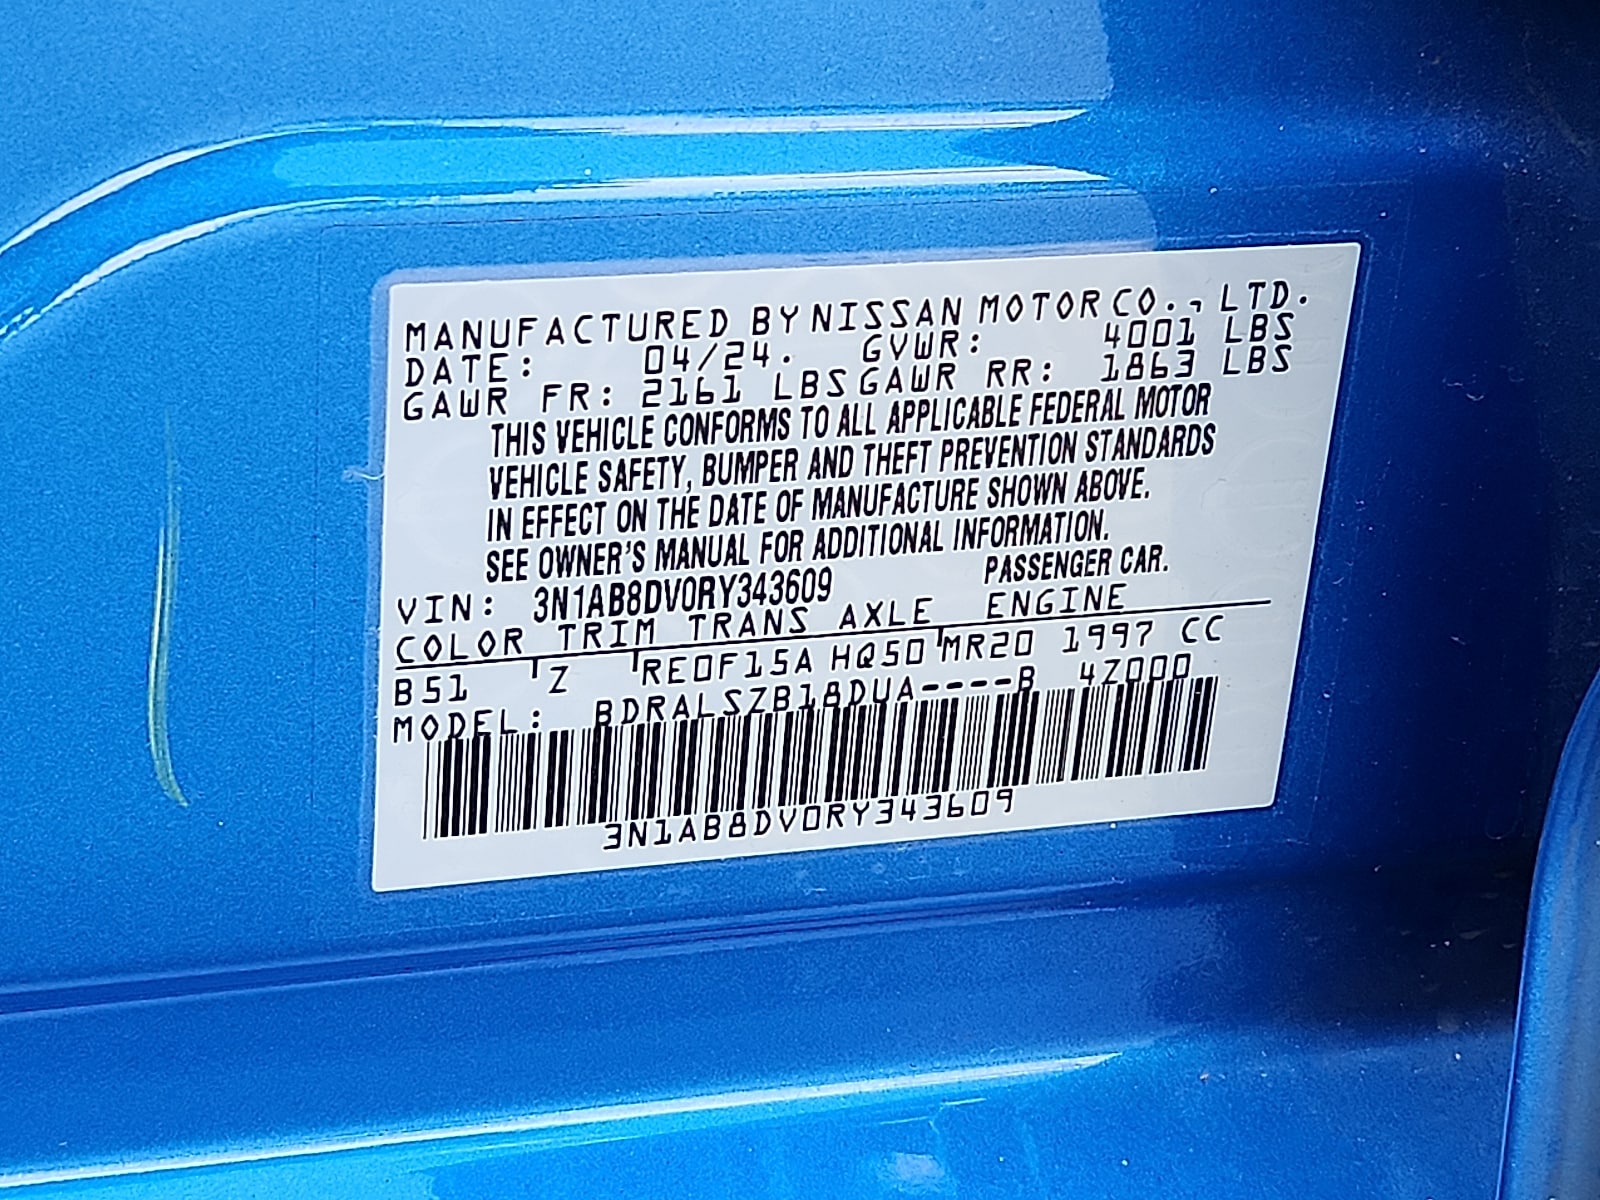 MANUFACTURED BY NISSAN MOTOR CO., LTD.
DATE: 04/24. GVWR: 4001 LBS
GAWR FR: 2161 LBS GAWR RR: 1863 LBS
THIS VEHICLE CONFORMS TO ALL APPLICABLE FEDERAL MOTOR
VEHICLE SAFETY, BUMPER AND THEFT PREVENTION STANDARDS
IN EFFECT ON THE DATE OF MANUFACTURE SHOWN ABOVE.
SEE OWNER'S MANUAL FOR ADDITIONAL INFORMATION.
VIN: 3N1AB8DV0RY343609 PASSENGER CAR.
COLOR TRIM TRANS AXLE ENGINE
B51 Z RE0F15A HQ50 MR20 1997 CC
MODEL: BDRALSZB18DUA----B 4Z000
3N1AB8DV0RY343609